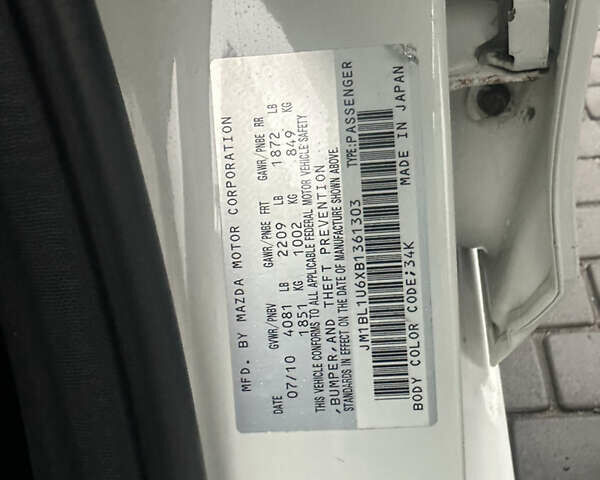 MFD. BY MAZDA MOTOR CORPORATION
DATE GVWR/PNBV GAWR/PNBE FRT GAWR/PNBE RR
07/10 4081 LB 2209 LB 1872 LB
1851 KG 1002 KG 849 KG
THIS VEHICLE CONFORMS TO ALL APPLICABLE FEDERAL MOTOR VEHICLE SAFETY
,BUMPER,AND THEFT PREVENTION
STANDARDS IN EFFECT ON THE DATE OF MANUFACTURE SHOWN ABOVE.
JM1BL1U6XB1361303 TYPE:PASSENGER
BODY COLOR CODE;34K MADE IN JAPAN